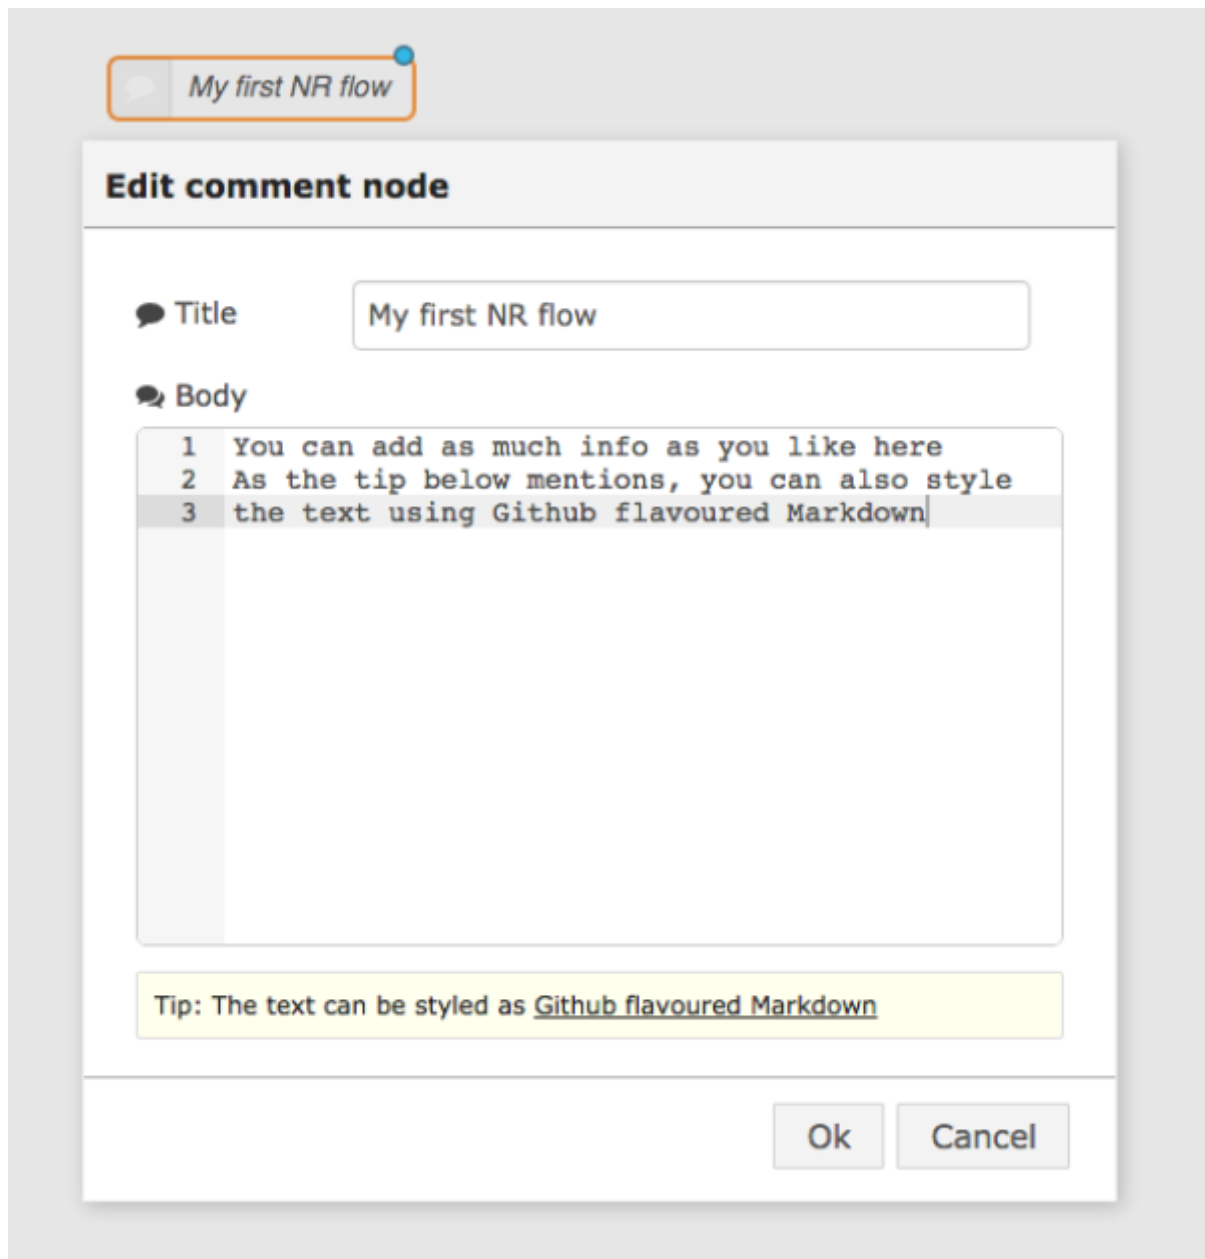 My first NR flow
Edit comment node
Title
My first NR flow
Body
1 You can add as much info as you like here
2 As the tip below mentions, you can also style
3 the text using Github flavoured Markdown
Tip: The text can be styled as Github flavoured Markdown
Ok Cancel